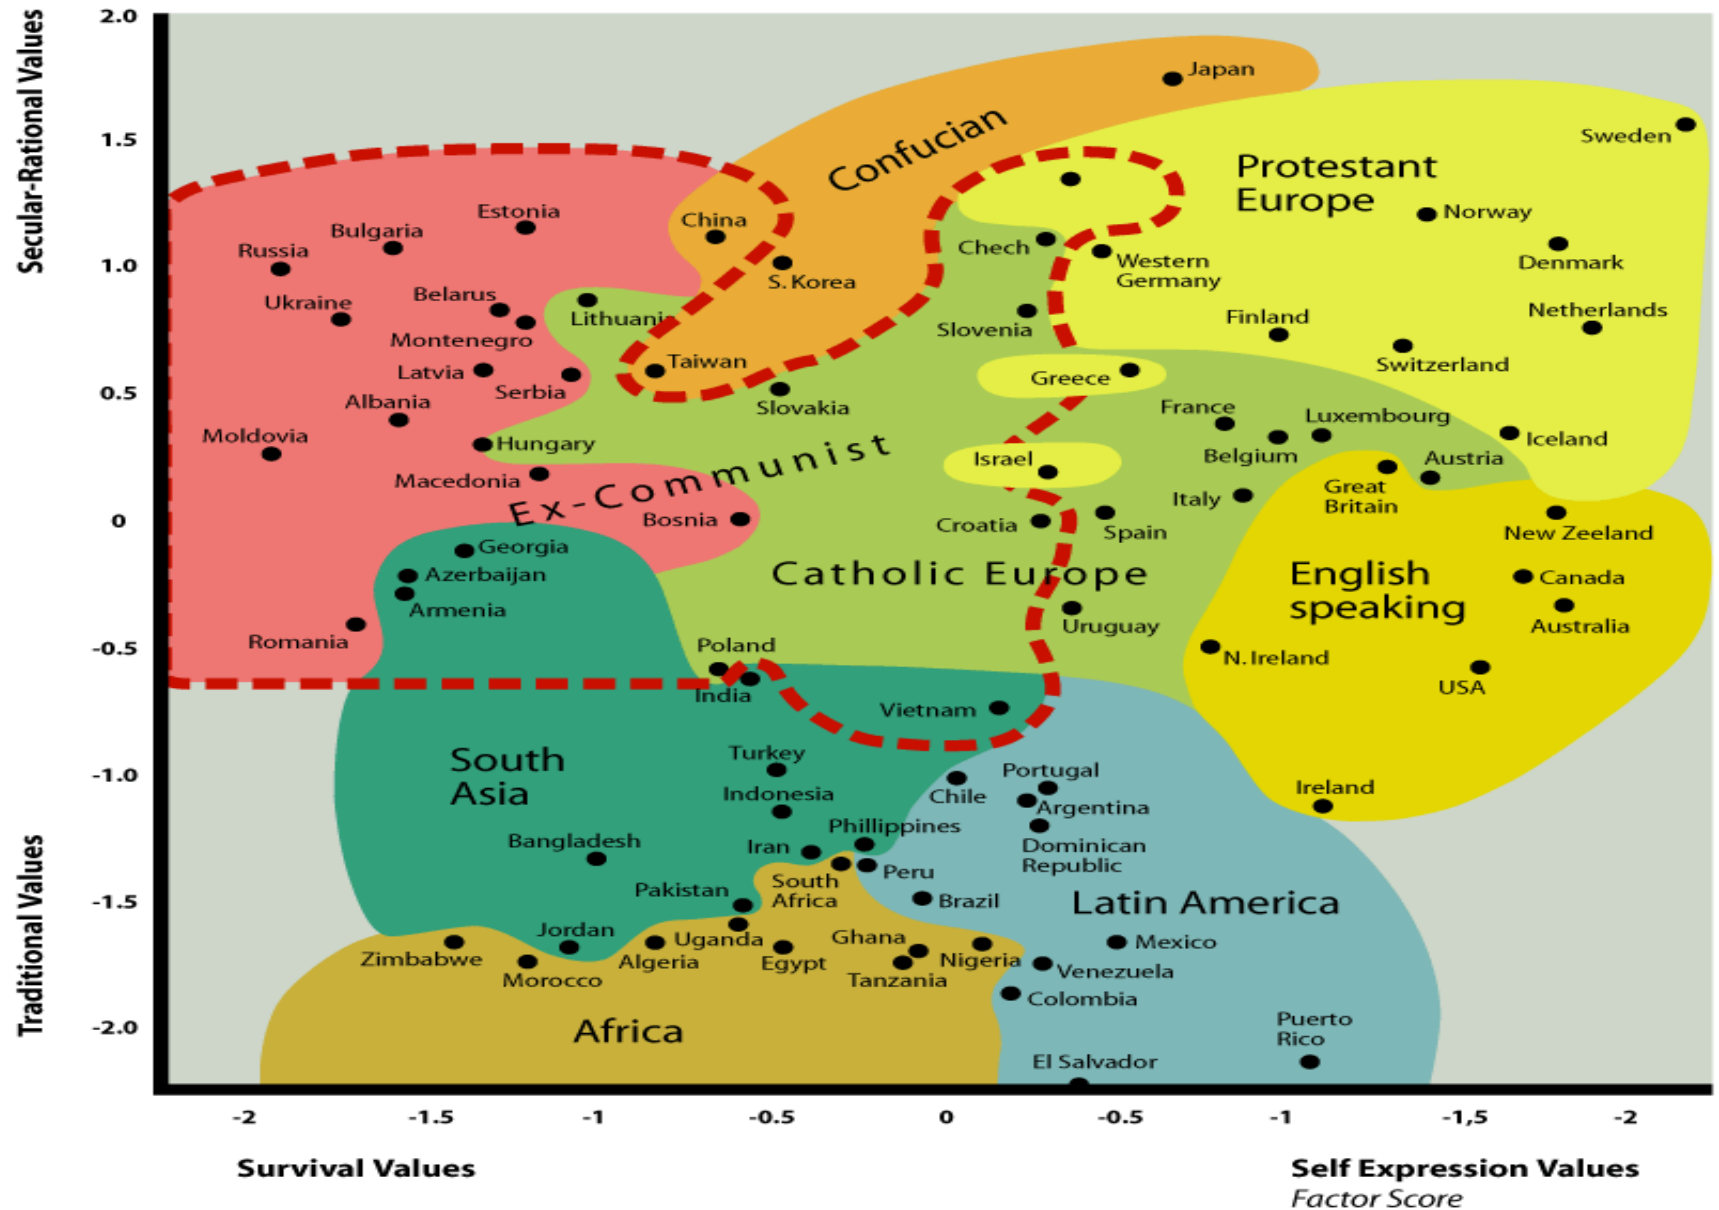 Secular-Rational Values
Traditional Values
2.0
1.5
1.0
0.5
0
-0.5
-1.0
-1.5
-2.0
Japan
Sweden
Confucian
Protestant
Europe
Estonia
China
Norway
Bulgaria
Russia
Chech
Western
Germany
Denmark
S. Korea
Belarus
Ukraine
Lithuania
Slovenia
Finland
Netherlands
Montenegro
Taiwan
Switzerland
Latvia
Serbia
Greece
Albania
Slovakia
France
Luxembourg
Moldovia
Hungary
Iceland
Ex-Communist
Israel
Belgium
Austria
Macedonia
Great
Britain
Italy
Bosnia
Croatia
Spain
New Zeeland
Georgia
Azerbaijan
Catholic Europe
English
speaking
Canada
Armenia
Australia
Uruguay
Romania
Poland
N. Ireland
USA
India
Vietnam
South
Asia
Turkey
Portugal
Indonesia
Chile
Argentina
Ireland
Phillippines
Bangladesh
Iran
Dominican
Republic
Peru
South
Africa
Pakistan
Brazil
Latin America
Jordan
Uganda
Ghana
Mexico
Zimbabwe
Algeria
Egypt
Nigeria
Morocco
Tanzania
Venezuela
Colombia
Africa
Puerto
Rico
El Salvador
-2
-1.5
-1
-0.5
0
-0.5
-1
-1,5
-2
Survival Values
Self Expression Values
Factor Score